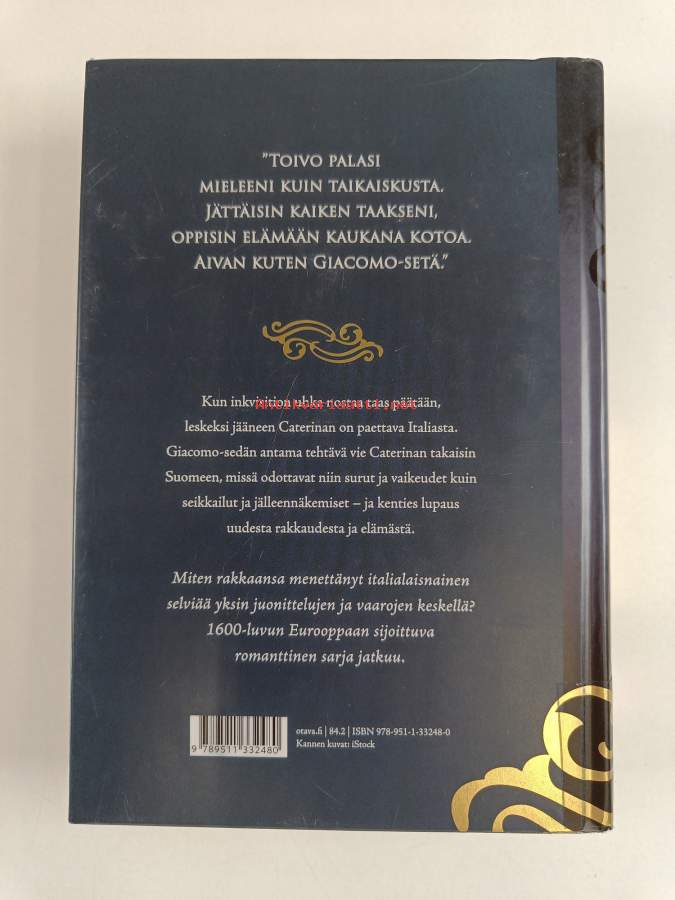 ”Toivo palasi
mieleeni kuin taikaiskusta.
Jättäisin kaiken taakseni,
oppisin elämään kaukana kotoa.
Aivan kuten Giacomo-setä.”
Kun inkvisition uhka nostaa taas päätään,
Antikvariaatti.net
leskeksi jääneen Caterinan on paettava Italiasta.
Giacomo-sedän antama tehtävä vie Caterinan takaisin
Suomeen, missä odottavat niin surut ja vaikeudet kuin
seikkailut ja jälleennäkemiset – ja kenties lupaus
uudesta rakkaudesta ja elämästä.
Miten rakkaansa menettänyt italialaisnainen
selviää yksin juonittelujen ja vaarojen keskellä?
1600-luvun Eurooppaan sijoittuva
romanttinen sarja jatkuu.
otava.fi | 84.2 | ISBN 978-951-1-33248-0
Kannen kuvat: iStock
9 789511 332480